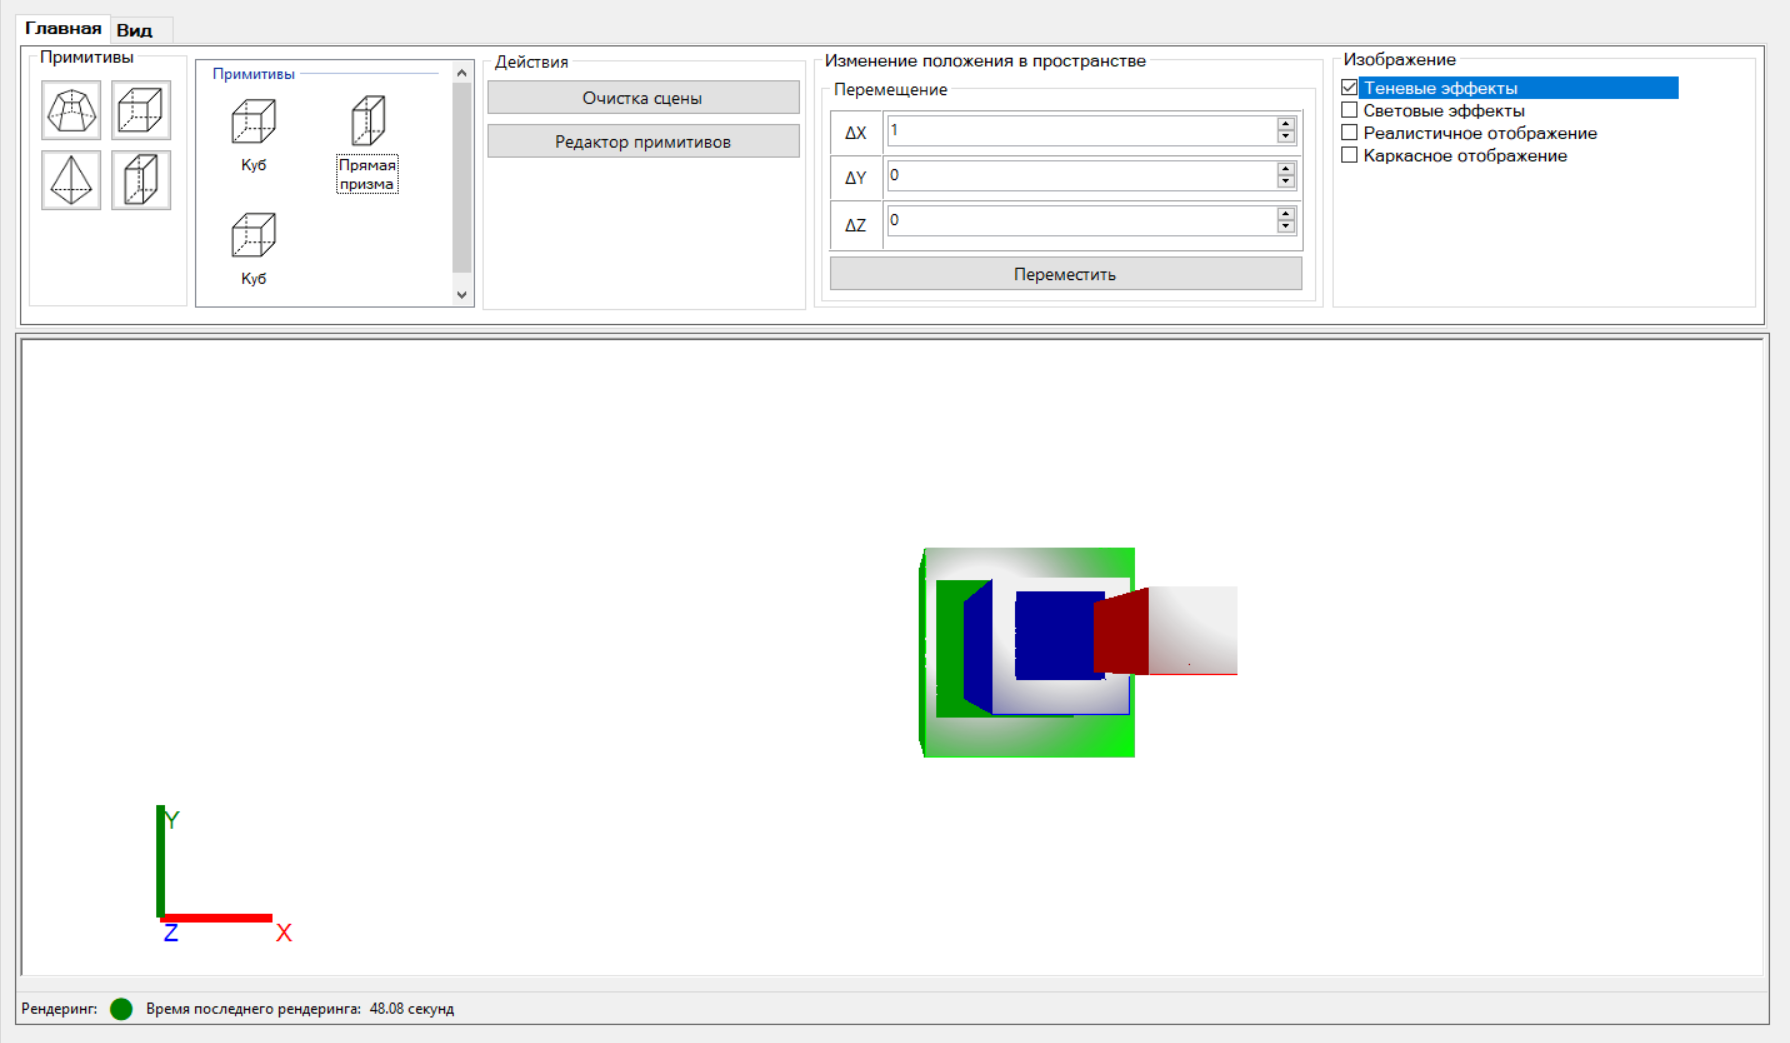 Главная
Вид
Примитивы
Примитивы
Куб
Прямая
призма
Куб
Действия
Очистка сцены
Редактор примитивов
Изменение положения в пространстве
Перемещение
ΔX
1
ΔY
0
ΔZ
0
Переместить
Изображение
Теневые эффекты
Световые эффекты
Реалистичное отображение
Каркасное отображение
Y
Z
X
Рендеринг:
Время последнего рендеринга: 48.08 секунд